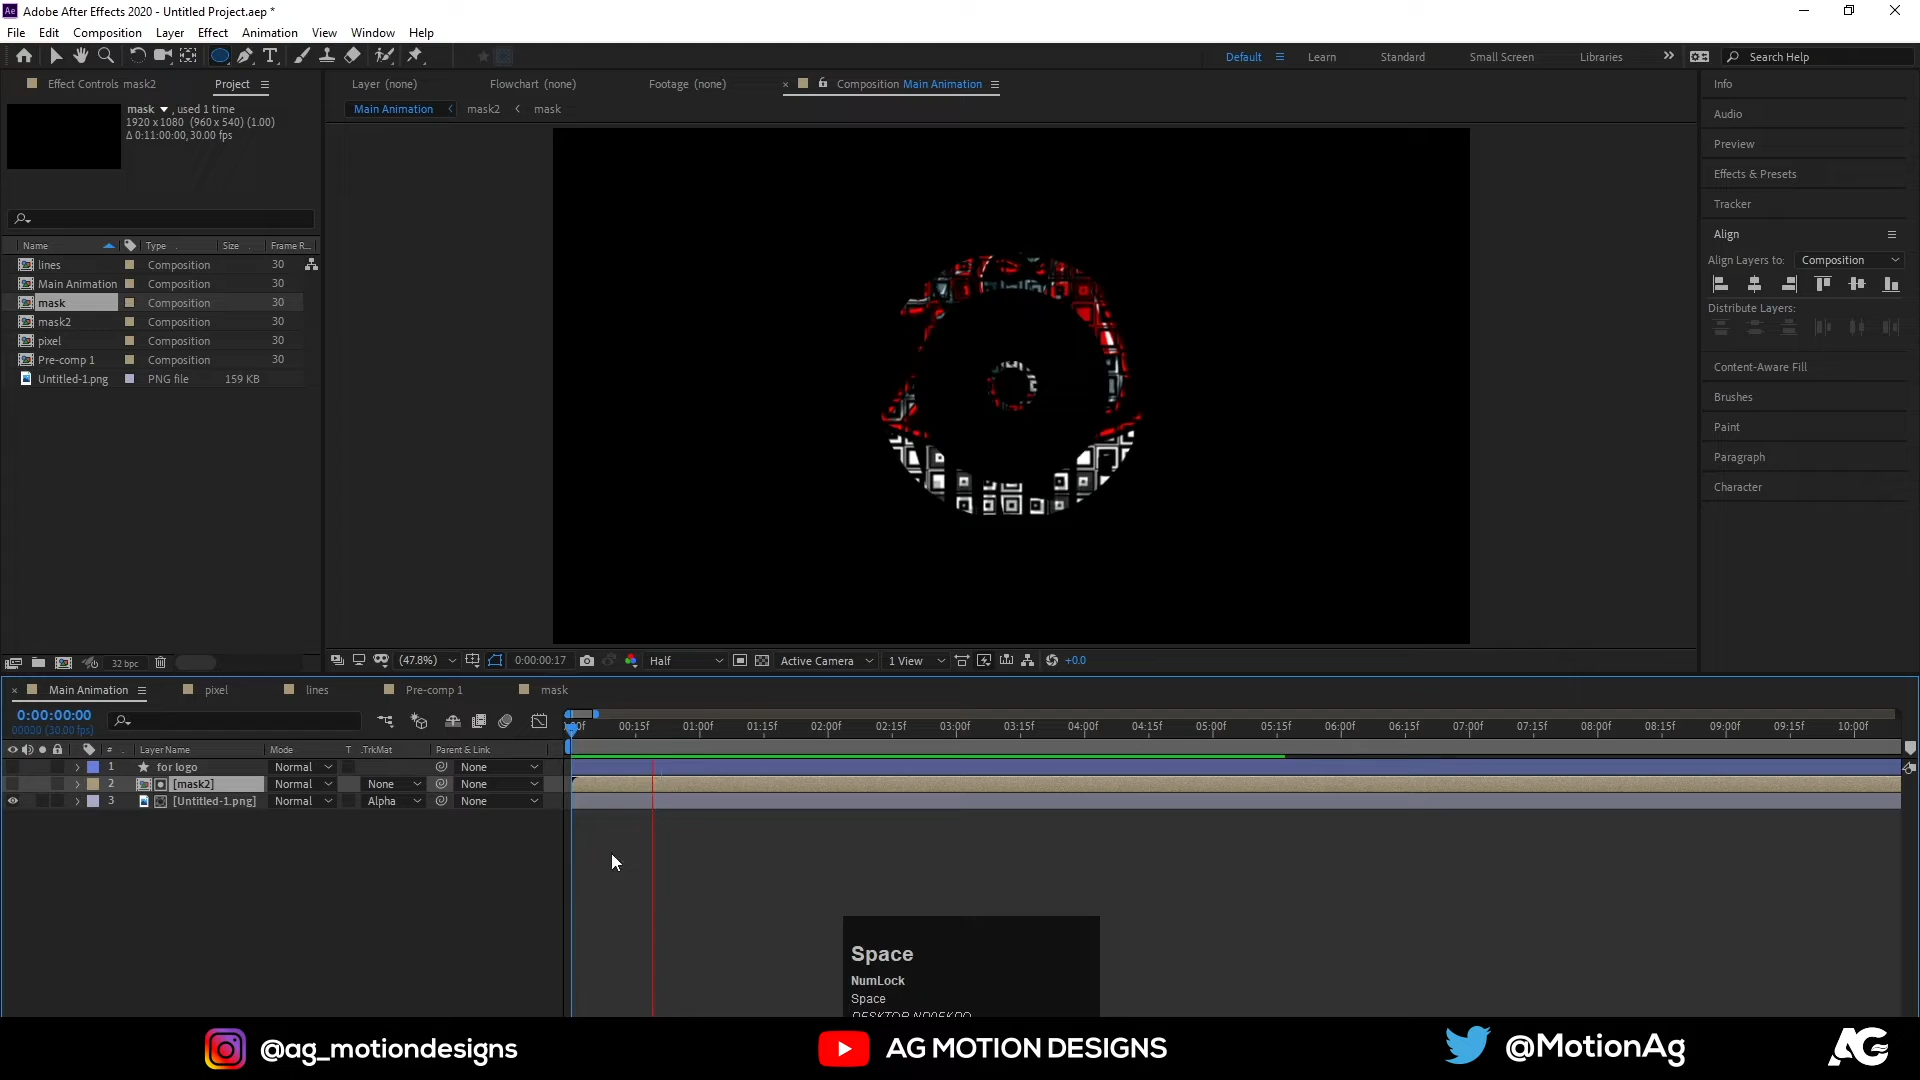 Ae Adobe After Effects 2020 - Untitled Project.aep *
File Edit Composition Layer Effect Animation View Window Help
Default Learn Standard Small Screen Libraries Search Help
Effect Controls mask2 Project
Layer (none) Flowchart (none) Footage (none) Composition Main Animation
Main Animation mask2 mask
mask , used 1 time
1920 x 1080 (960 x 540) (1.00)
Δ 0:11:00:00, 30.00 fps
Name Type Size Frame R...
lines Composition 30
Main Animation Composition 30
mask Composition 30
mask2 Composition 30
pixel Composition 30
Pre-comp 1 Composition 30
Untitled-1.png PNG file 159 KB
32 bpc
(47.8%) 0:00:00:17 Half Active Camera 1 View +0.0
Info
Audio
Preview
Effects & Presets
Tracker
Align
Align Layers to: Composition
Distribute Layers:
Content-Aware Fill
Brushes
Paint
Paragraph
Character
Main Animation pixel lines Pre-comp 1 mask
0:00:00:00
00000 (30.00 fps)
00:15f 01:00f 01:15f 02:00f 02:15f 03:00f 03:15f 04:00f 04:15f 05:00f 05:15f 06:00f 06:15f 07:00f 07:15f 08:00f 08:15f 09:00f 09:15f 10:00f
# Layer Name Mode T .TrkMat Parent & Link
1 for logo Normal None
2 [mask2] Normal None None
3 [Untitled-1.png] Normal Alpha None
Space
NumLock
Space
@ag_motiondesigns AG MOTION DESIGNS @MotionAg AG